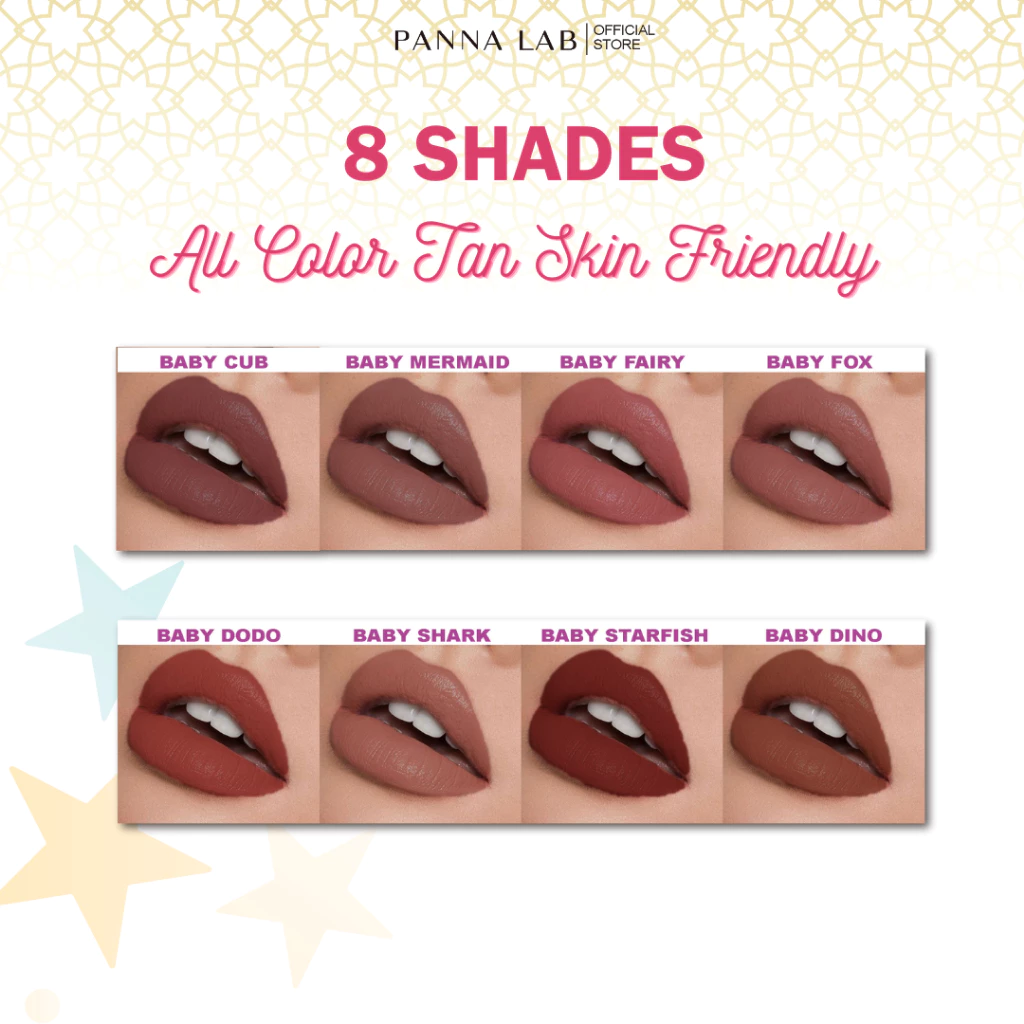 PANNA LAB OFFICIAL STORE
8 SHADES
All Color Tan Skin Friendly
BABY CUB BABY MERMAID BABY FAIRY BABY FOX
BABY DODO BABY SHARK BABY STARFISH BABY DINO